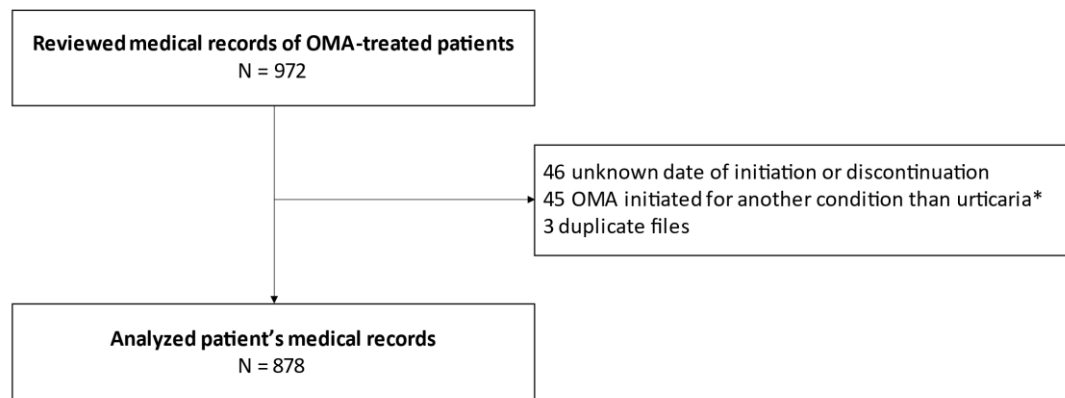 Reviewed medical records of OMA-treated patients
N = 972
46 unknown date of initiation or discontinuation
45 OMA initiated for another condition than urticaria*
3 duplicate files
Analyzed patient’s medical records
N = 878